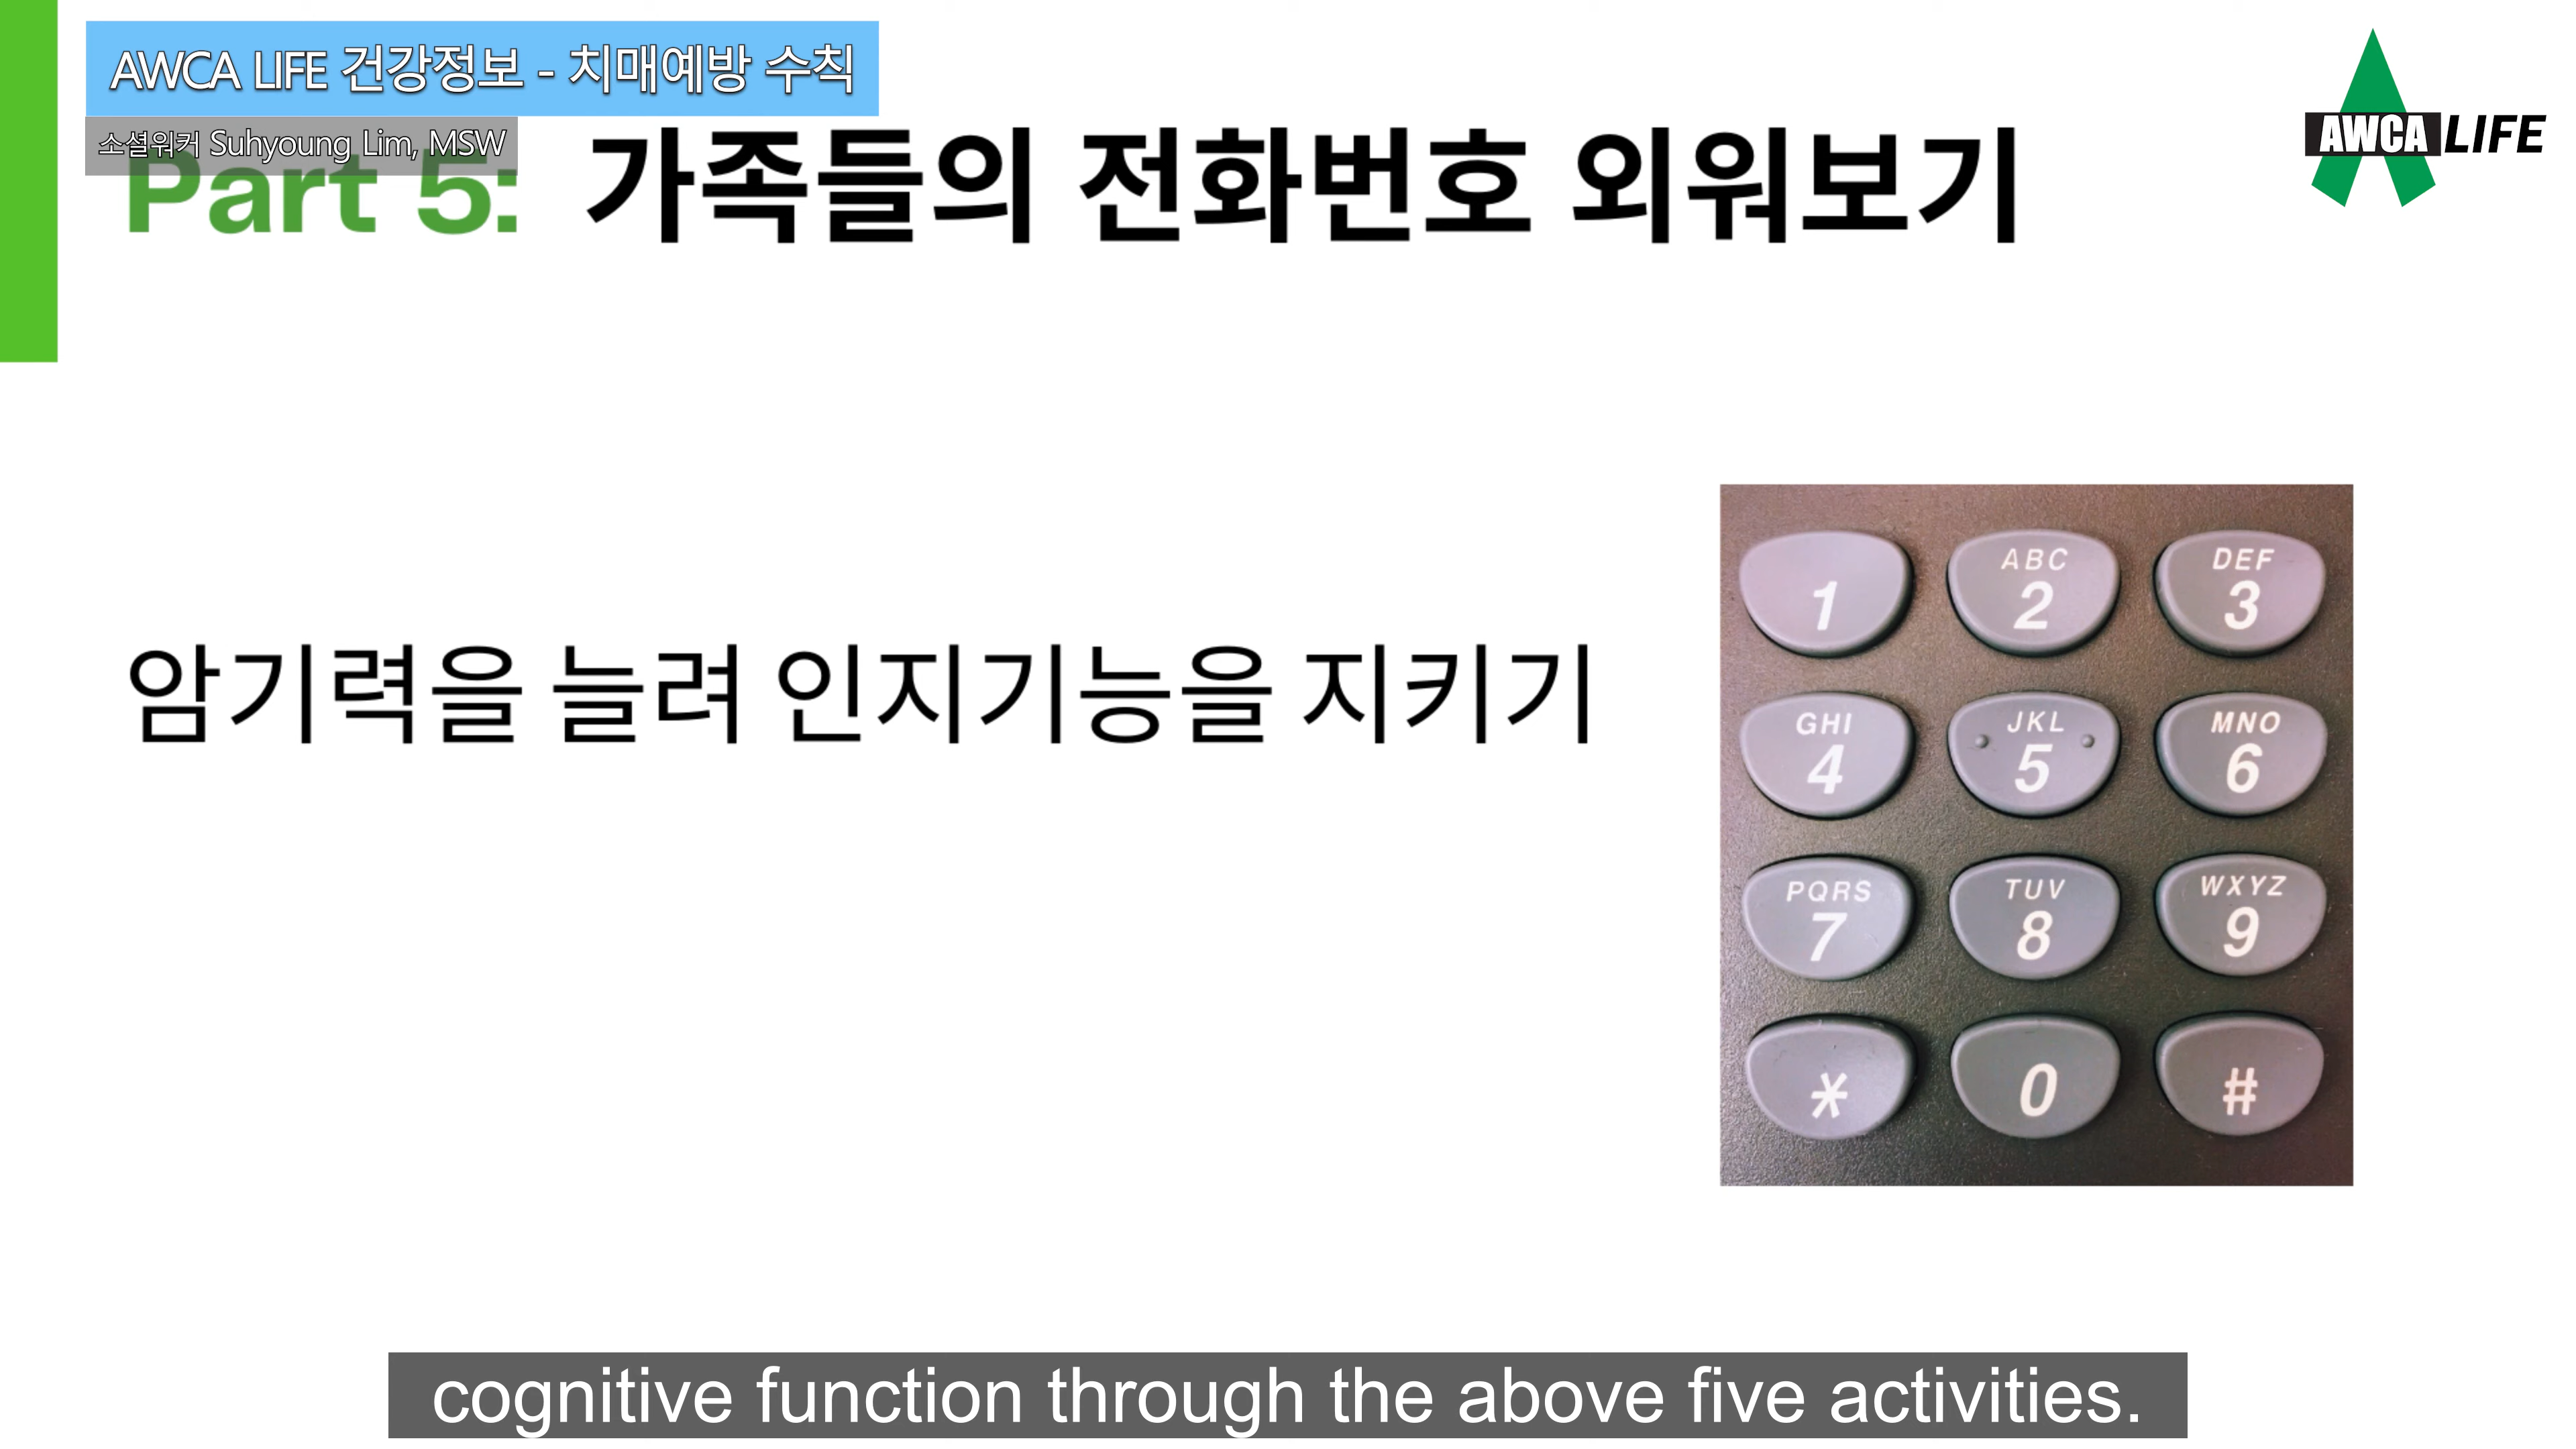 AWCA LIFE 건강정보 - 치매예방 수칙
소셜워커 Suhyoung Lim, MSW
AWCA LIFE
Part 5: 가족들의 전화번호 외워보기
암기력을 늘려 인지기능을 지키기
1
ABC
2
DEF
3
GHI
4
JKL
5
MNO
6
PQRS
7
TUV
8
WXYZ
9
*
0
#
cognitive function through the above five activities.